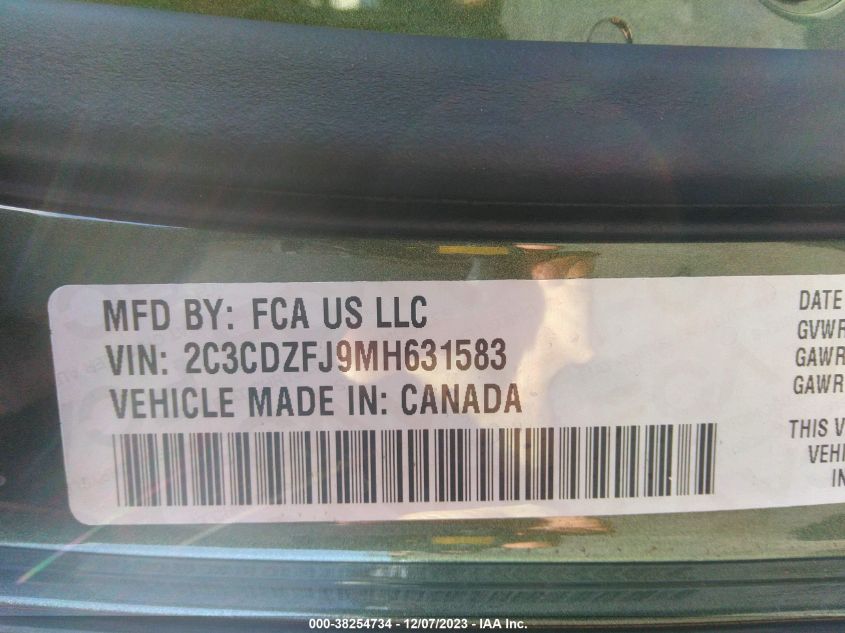 MFD BY: FCA US LLC
VIN: 2C3CDZFJ9MH631583
VEHICLE MADE IN: CANADA
DATE
GVWR
GAWR
GAWR
THIS V
VEHI
IN
000-38254734 - 12/07/2023 - IAA Inc.